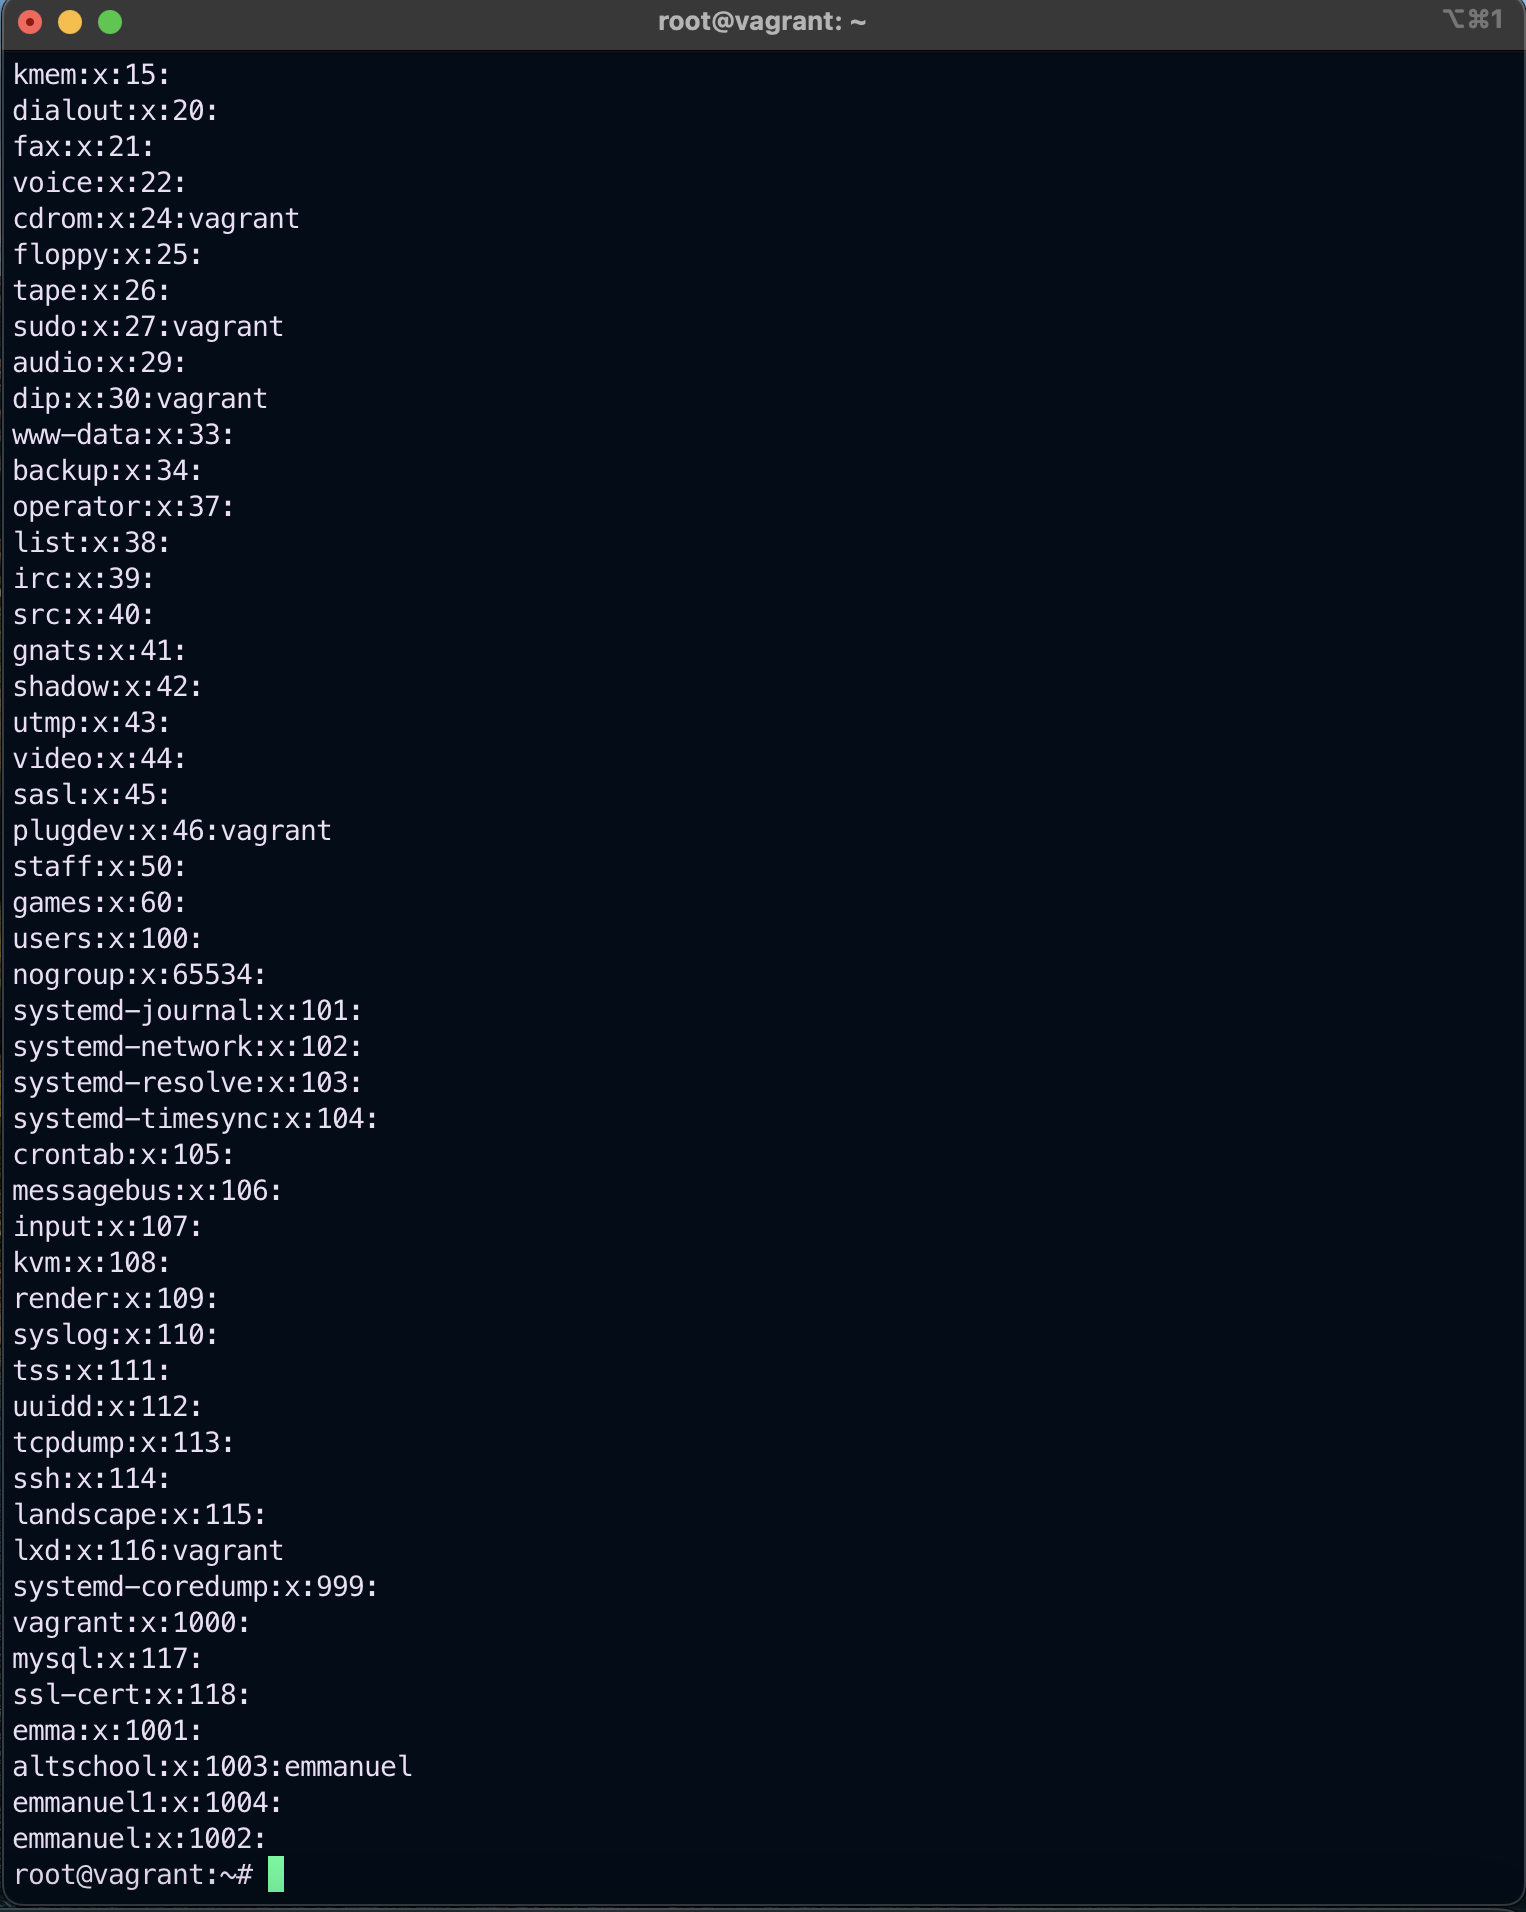 root@vagrant: ~
⌥⌘1
kmem:x:15:
dialout:x:20:
fax:x:21:
voice:x:22:
cdrom:x:24:vagrant
floppy:x:25:
tape:x:26:
sudo:x:27:vagrant
audio:x:29:
dip:x:30:vagrant
www-data:x:33:
backup:x:34:
operator:x:37:
list:x:38:
irc:x:39:
src:x:40:
gnats:x:41:
shadow:x:42:
utmp:x:43:
video:x:44:
sasl:x:45:
plugdev:x:46:vagrant
staff:x:50:
games:x:60:
users:x:100:
nogroup:x:65534:
systemd-journal:x:101:
systemd-network:x:102:
systemd-resolve:x:103:
systemd-timesync:x:104:
crontab:x:105:
messagebus:x:106:
input:x:107:
kvm:x:108:
render:x:109:
syslog:x:110:
tss:x:111:
uuidd:x:112:
tcpdump:x:113:
ssh:x:114:
landscape:x:115:
lxd:x:116:vagrant
systemd-coredump:x:999:
vagrant:x:1000:
mysql:x:117:
ssl-cert:x:118:
emma:x:1001:
altschool:x:1003:emmanuel
emmanuel1:x:1004:
emmanuel:x:1002:
root@vagrant:~#